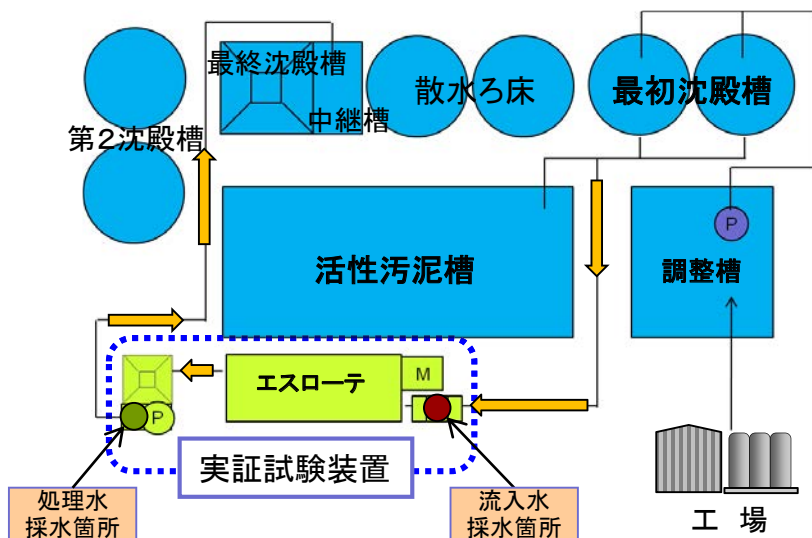 最終沈殿槽
中継槽
散水ろ床
最初沈殿槽
第2沈殿槽
活性汚泥槽
P
調整槽
エスローテ
M
P
実証試験装置
処理水
採水箇所
流入水
採水箇所
工 場